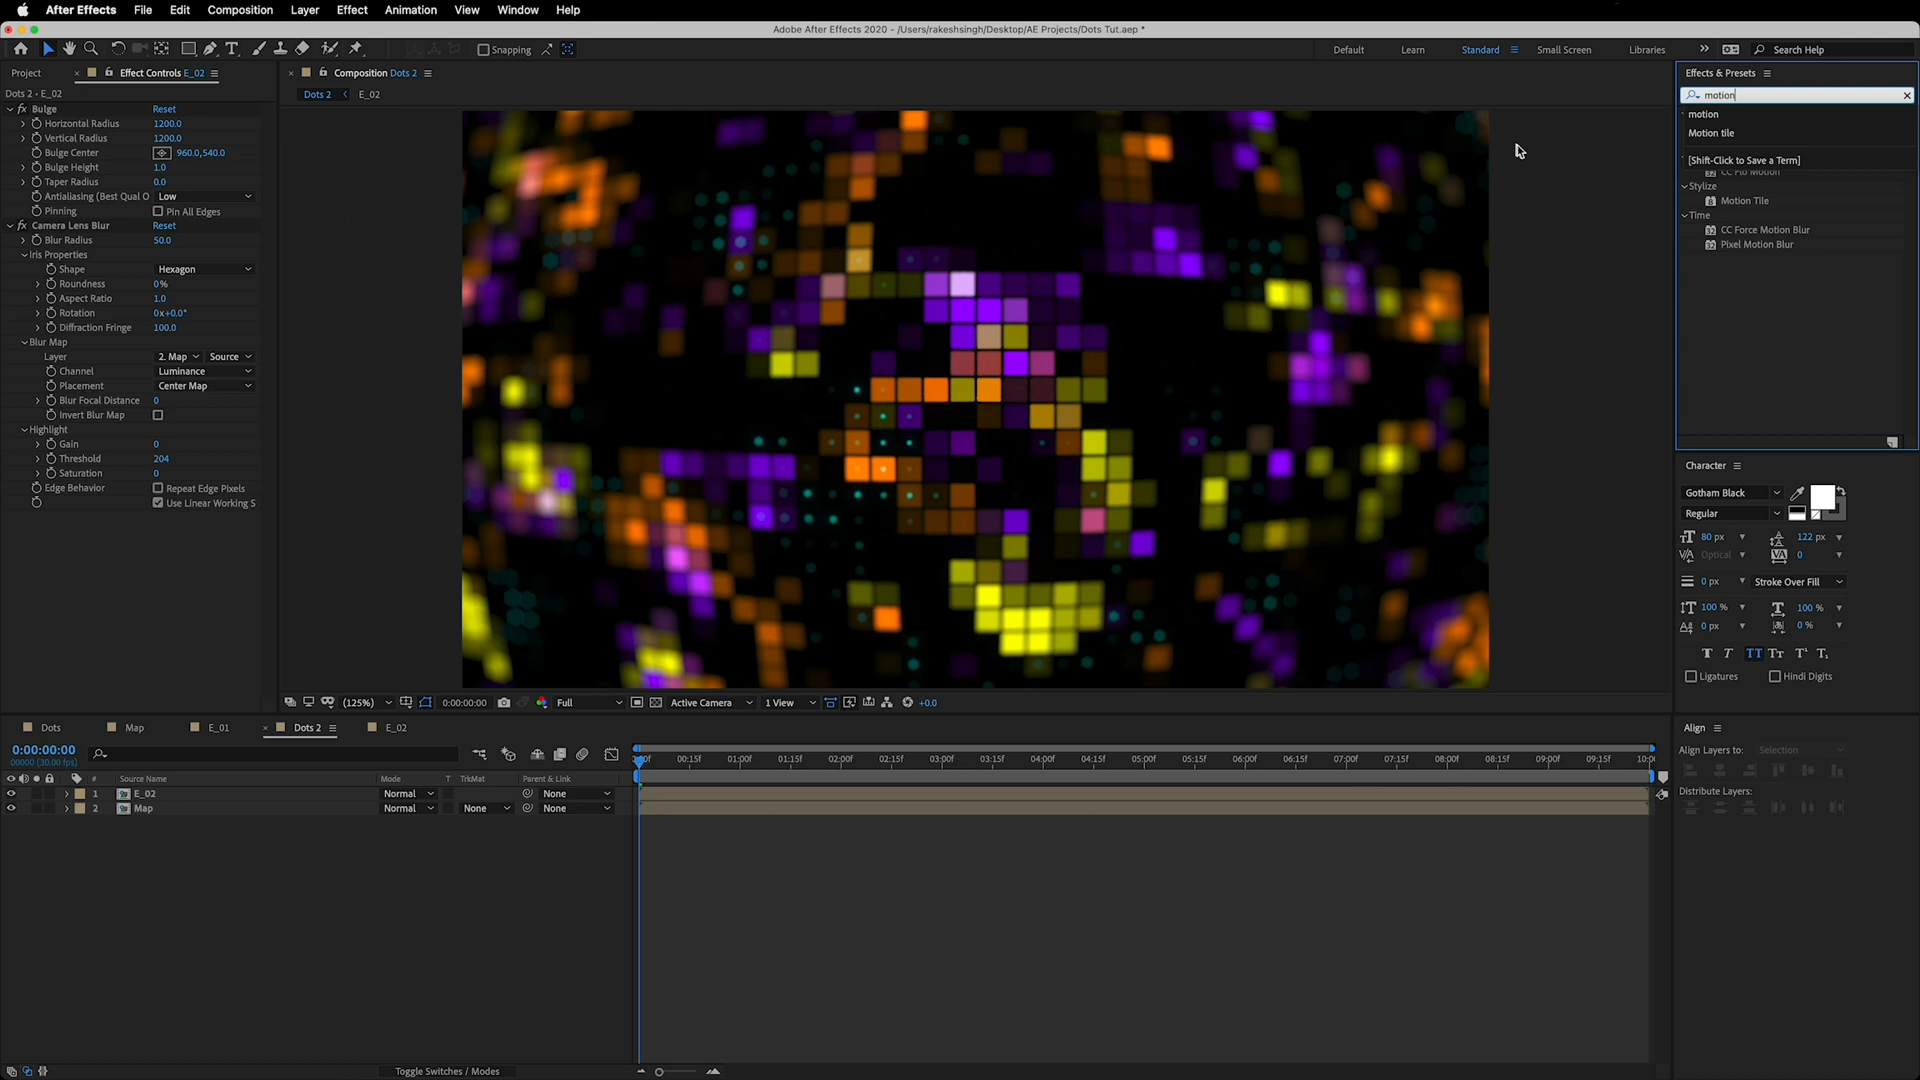 After Effects File Edit Composition Layer Effect Animation View Window Help
Adobe After Effects 2020 - /Users/rakeshsingh/Desktop/AE Projects/Dots Tut.aep *
Snapping
Default Learn Standard Small Screen Libraries Search Help
Project Effect Controls E_02
Composition Dots 2
Effects & Presets
Dots 2 • E_02
Dots 2 E_02
motion
fx Bulge Reset
Horizontal Radius 1200.0
Vertical Radius 1200.0
Bulge Center 960.0,540.0
Bulge Height 1.0
Taper Radius 0.0
Antialiasing (Best Qual O Low
Pinning Pin All Edges
fx Camera Lens Blur Reset
Blur Radius 50.0
Iris Properties
Shape Hexagon
Roundness 0%
Aspect Ratio 1.0
Rotation 0x+0.0°
Diffraction Fringe 100.0
Blur Map
Layer 2. Map Source
Channel Luminance
Placement Center Map
Blur Focal Distance 0
Invert Blur Map
Highlight
Gain 0
Threshold 204
Saturation 0
Edge Behavior Repeat Edge Pixels
Use Linear Working S
motion
Motion tile
[Shift-Click to Save a Term]
CC Flo Motion
Stylize
Motion Tile
Time
CC Force Motion Blur
Pixel Motion Blur
Character
Gotham Black
Regular
80 px 122 px
Optical 0
0 px Stroke Over Fill
100 % 100 %
0 px 0 %
T T TT Tt T¹ T₁
Ligatures Hindi Digits
(125%) 0:00:00:00 Full Active Camera 1 View +0.0
Dots Map E_01 Dots 2 E_02
0:00:00:00
00000 (30.00 fps)
# Source Name Mode T TrkMat Parent & Link
00:15f 01:00f 01:15f 02:00f 02:15f 03:00f 03:15f 04:00f 04:15f 05:00f 05:15f 06:00f 06:15f 07:00f 07:15f 08:00f 08:15f 09:00f 09:15f 10:0
1 E_02 Normal None
2 Map Normal None None
Align
Align Layers to: Selection
Distribute Layers:
Toggle Switches / Modes